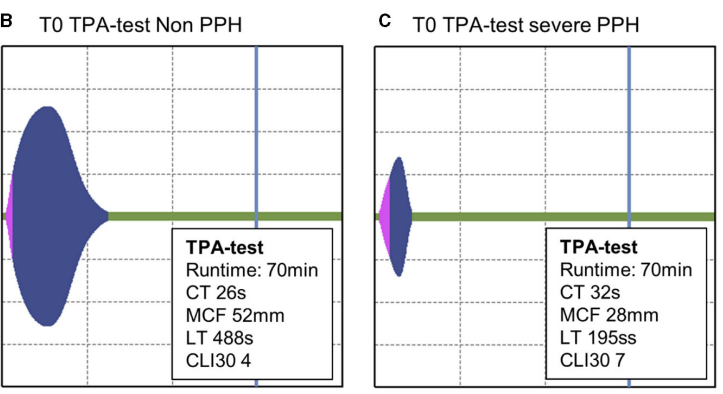 B T0 TPA-test Non PPH
TPA-test
Runtime: 70min
CT 26s
MCF 52mm
LT 488s
CLI30 4
C T0 TPA-test severe PPH
TPA-test
Runtime: 70min
CT 32s
MCF 28mm
LT 195ss
CLI30 7